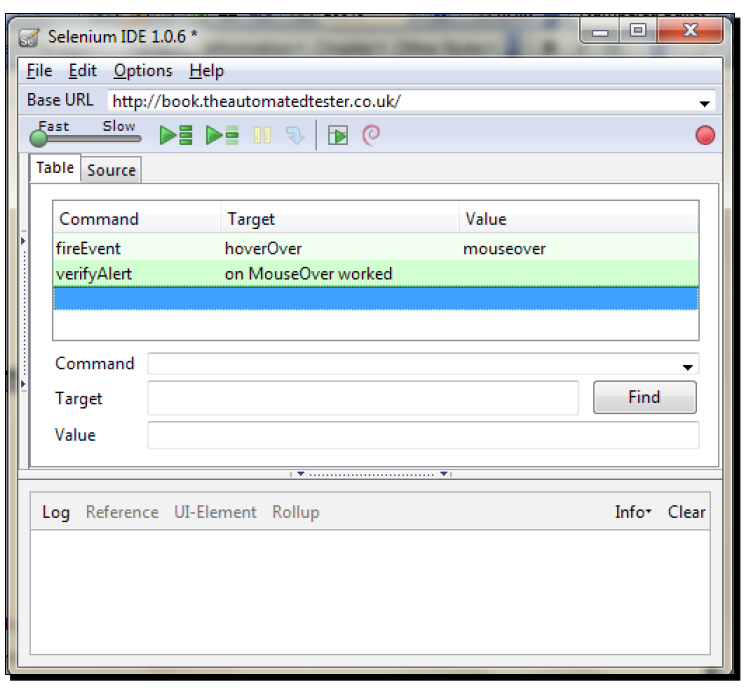 Selenium IDE 1.0.6 *
File Edit Options Help
Base URL http://book.theautomatedtester.co.uk/
Fast Slow
Table Source
Command Target Value
fireEvent hoverOver mouseover
verifyAlert on MouseOver worked
Command
Target Find
Value
Log Reference UI-Element Rollup Info Clear